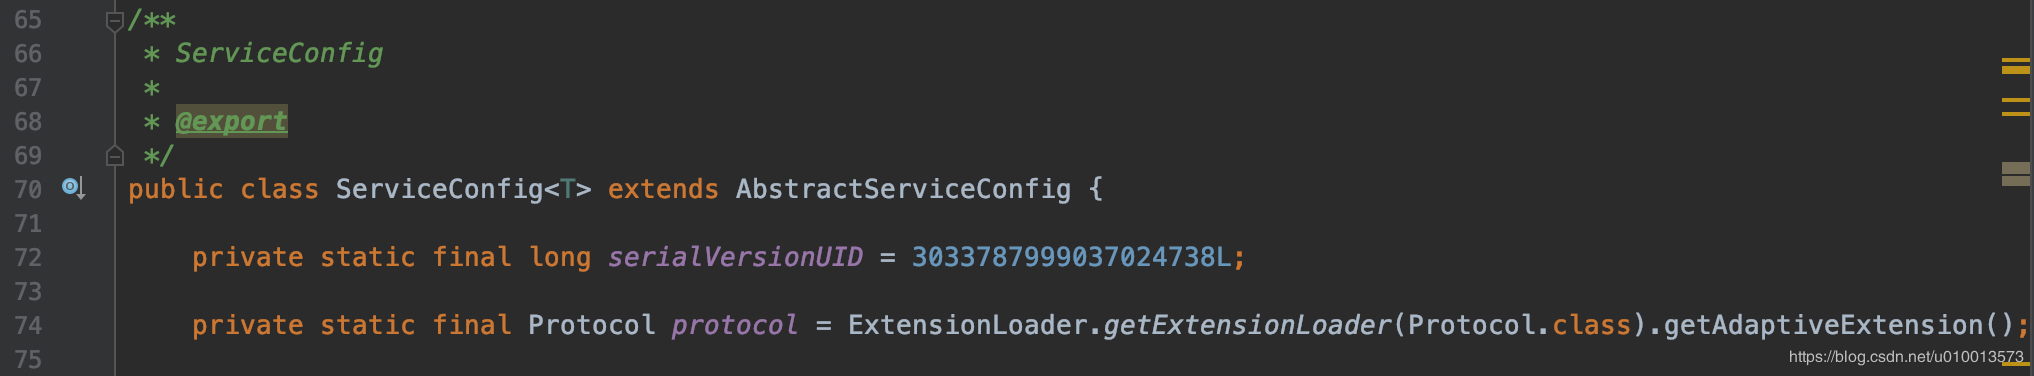 65 /**
66  * ServiceConfig
67  *
68  * @export
69  */
70 public class ServiceConfig<T> extends AbstractServiceConfig {
71
72     private static final long serialVersionUID = 3033787999037024738L;
73
74     private static final Protocol protocol = ExtensionLoader.getExtensionLoader(Protocol.class).getAdaptiveExtension();
75
https://blog.csdn.net/u010013573